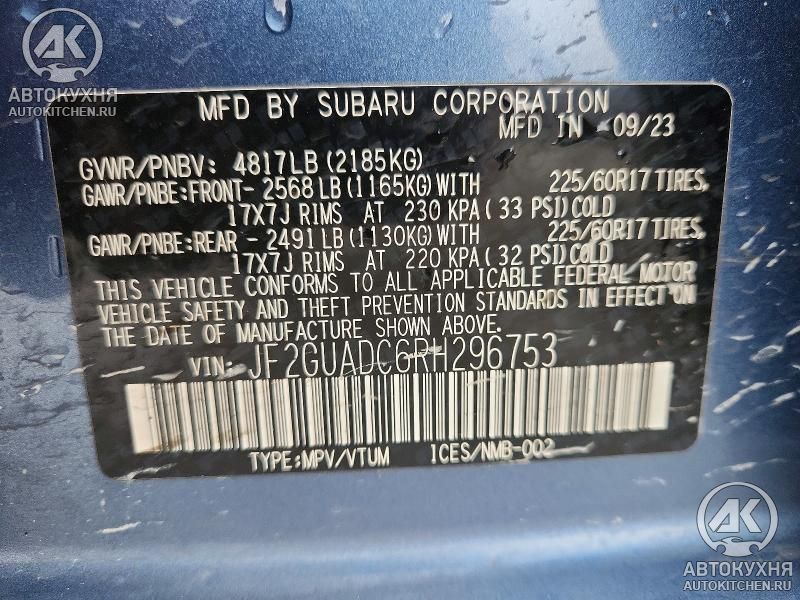 AK
АВТОКУХНЯ
AUTOKITCHEN.RU
MFD BY SUBARU CORPORATION
MFD IN 09/23
GVWR/PNBV: 4817LB (2185KG)
GAWR/PNBE:FRONT- 2568 LB (1165KG) WITH 225/60R17 TIRES,
17X7J RIMS AT 230 KPA ( 33 PSI) COLD
GAWR/PNBE:REAR - 2491 LB (1130KG) WITH 225/60R17 TIRES,
17X7J RIMS AT 220 KPA ( 32 PSI) COLD
THIS VEHICLE CONFORMS TO ALL APPLICABLE FEDERAL MOTOR
VEHICLE SAFETY AND THEFT PREVENTION STANDARDS IN EFFECT ON
THE DATE OF MANUFACTURE SHOWN ABOVE
VIN: JF2GUADC6RH296753
TYPE:MPV/VTUM ICES/NMB-002
AK
АВТОКУХНЯ
AUTOKITCHEN.RU